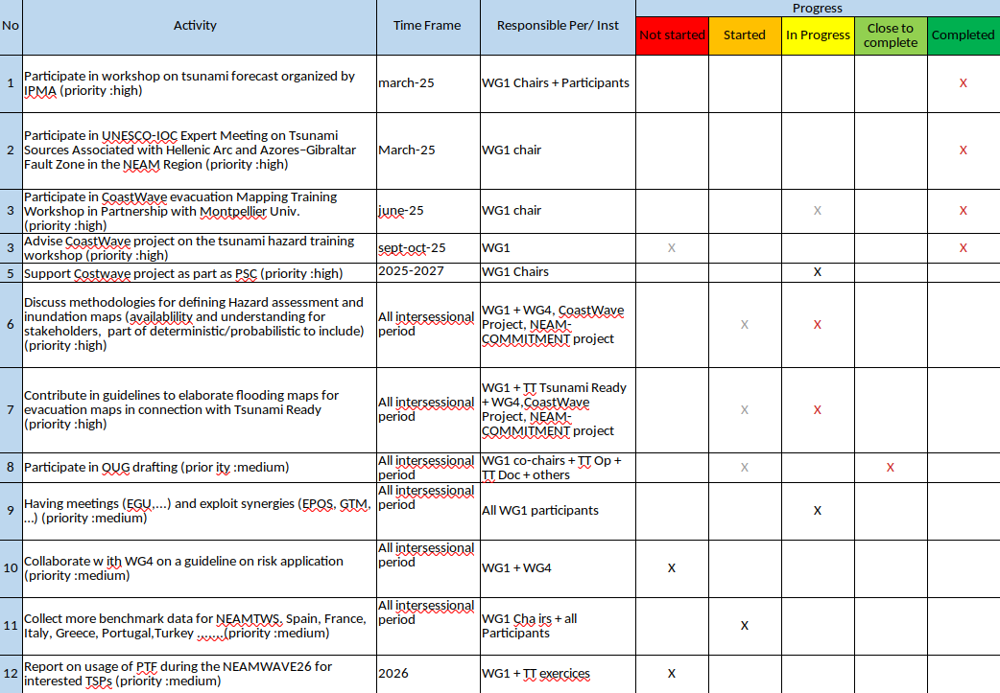 Progress
No Activity Time Frame Responsible Per/ Inst Not started Started In Progress Close to
complete Completed
1 Participate in workshop on tsunami forecast organized by
IPMA (priority :high) march-25 WG1 Chairs + Participants X
2 Participate in UNESCO-IOC Expert Meeting on Tsunami
Sources Associated with Hellenic Arc and Azores–Gibraltar
Fault Zone in the NEAM Region (priority :high) March-25 WG1 chair X
3 Participate in CoastWave evacuation Mapping Training
Workshop in Partnership with Montpellier Univ.
(priority :high) june-25 WG1 chair X X
3 Advise CoastWave project on the tsunami hazard training
workshop (priority :high) sept-oct-25 WG1 X X
5 Support Costwave project as part as PSC (priority :high) 2025-2027 WG1 Chairs X
6 Discuss methodologies for defining Hazard assessment and
inundation maps (availablility and understanding for
stakeholders,  part of deterministic/probabilistic to include)
(priority :high) All intersessional
period WG1 + WG4, CoastWave
Project, NEAM-
COMMITMENT project X X
7 Contribute in guidelines to elaborate flooding maps for
evacuation maps in connection with Tsunami Ready
(priority :high) All intersessional
period WG1 + TT Tsunami Ready
+ WG4,CoastWave
Project, NEAM-
COMMITMENT project X X
8 Participate in OUG drafting (prior ity :medium) All intersessional
period WG1 co-chairs + TT Op +
TT Doc + others X X
9 Having meetings (EGU,...) and exploit synergies (EPOS, GTM,
…) (priority :medium) All intersessional
period All WG1 participants X
10 Collaborate w ith WG4 on a guideline on risk application
(priority :medium) All intersessional
period WG1 + WG4 X
11 Collect more benchmark data for NEAMTWS, Spain, France,
Italy, Greece, Portugal,Turkey ……(priority :medium) All intersessional
period WG1 Cha irs + all
Participants X
12 Report on usage of PTF during the NEAMWAVE26 for
interested TSPs (priority :medium) 2026 WG1 + TT exercices X